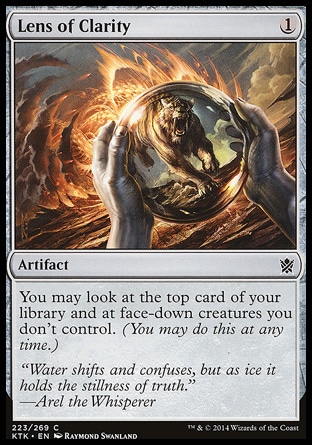 Lens of Clarity 1
Artifact
You may look at the top card of your
library and at face-down creatures you
don't control. (You may do this at any
time.)
"Water shifts and confuses, but as ice it
holds the stillness of truth."
—Arel the Whisperer
223/269 C
KTK • EN Raymond Swanland
™ & © 2014 Wizards of the Coast